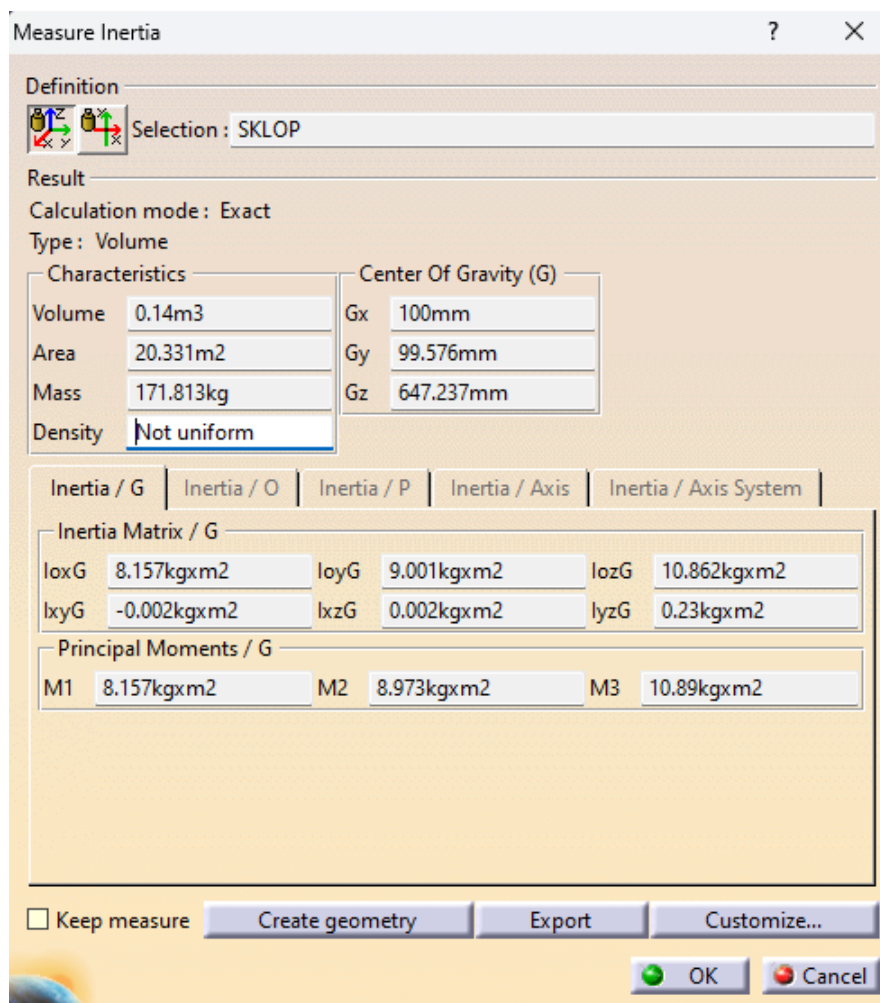 Measure Inertia ? X
Definition
Selection : SKLOP
Result
Calculation mode : Exact
Type : Volume
Characteristics
Volume 0.14m3
Area 20.331m2
Mass 171.813kg
Density Not uniform
Center Of Gravity (G)
Gx 100mm
Gy 99.576mm
Gz 647.237mm
Inertia / G Inertia / O Inertia / P Inertia / Axis Inertia / Axis System
Inertia Matrix / G
IoxG 8.157kgxm2 IoyG 9.001kgxm2 IozG 10.862kgxm2
IxyG -0.002kgxm2 IxzG 0.002kgxm2 IyzG 0.23kgxm2
Principal Moments / G
M1 8.157kgxm2 M2 8.973kgxm2 M3 10.89kgxm2
Keep measure Create geometry Export Customize...
OK Cancel